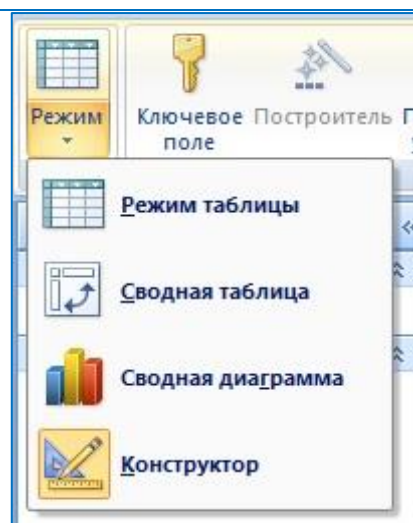 Режим
Ключевое
поле
Построитель
Режим таблицы
Сводная таблица
Сводная диаграмма
Конструктор